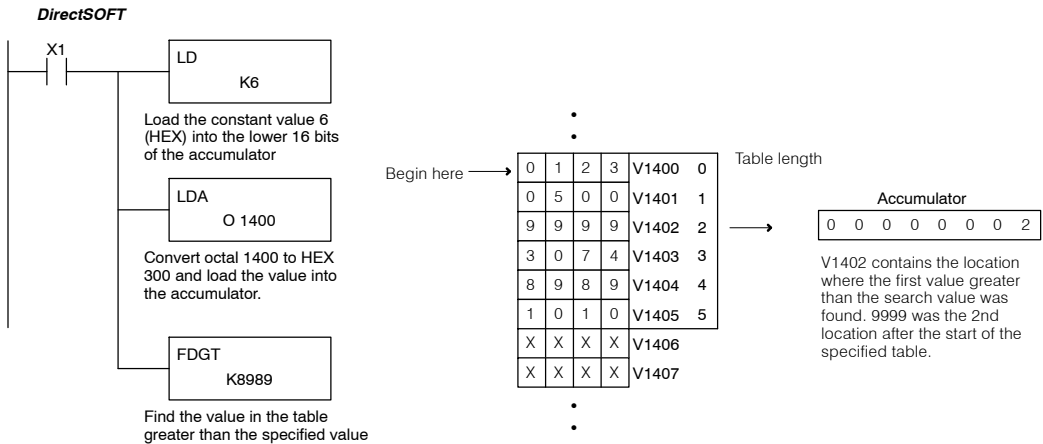 DirectSOFT
X1
LD
K6
Load the constant value 6
(HEX) into the lower 16 bits
of the accumulator
LDA
O 1400
Convert octal 1400 to HEX
300 and load the value into
the accumulator.
FDGT
K8989
Find the value in the table
greater than the specified value
Begin here
0 1 2 3 V1400 0
0 5 0 0 V1401 1
9 9 9 9 V1402 2
3 0 7 4 V1403 3
8 9 8 9 V1404 4
1 0 1 0 V1405 5
X X X X V1406
X X X X V1407
Table length
Accumulator
0 0 0 0 0 0 0 2
V1402 contains the location
where the first value greater
than the search value was
found. 9999 was the 2nd
location after the start of the
specified table.